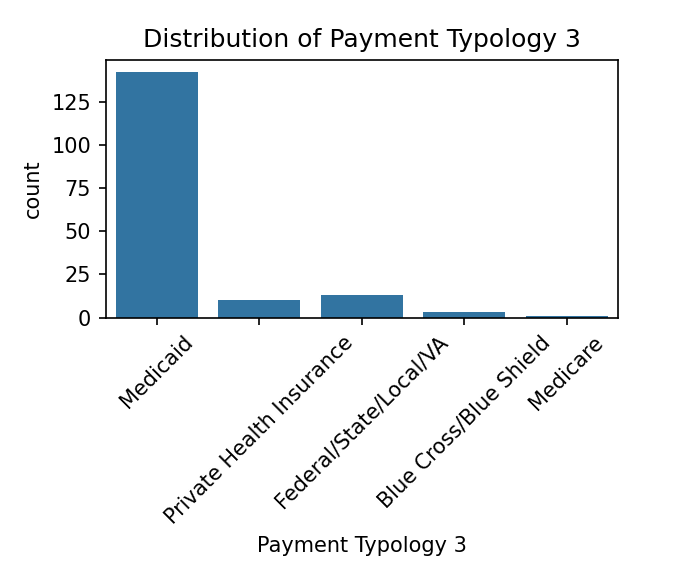 Distribution of Payment Typology 3
count
125
100
75
50
25
0
Medicaid
Private Health Insurance
Federal/State/Local/VA
Blue Cross/Blue Shield
Medicare
Payment Typology 3